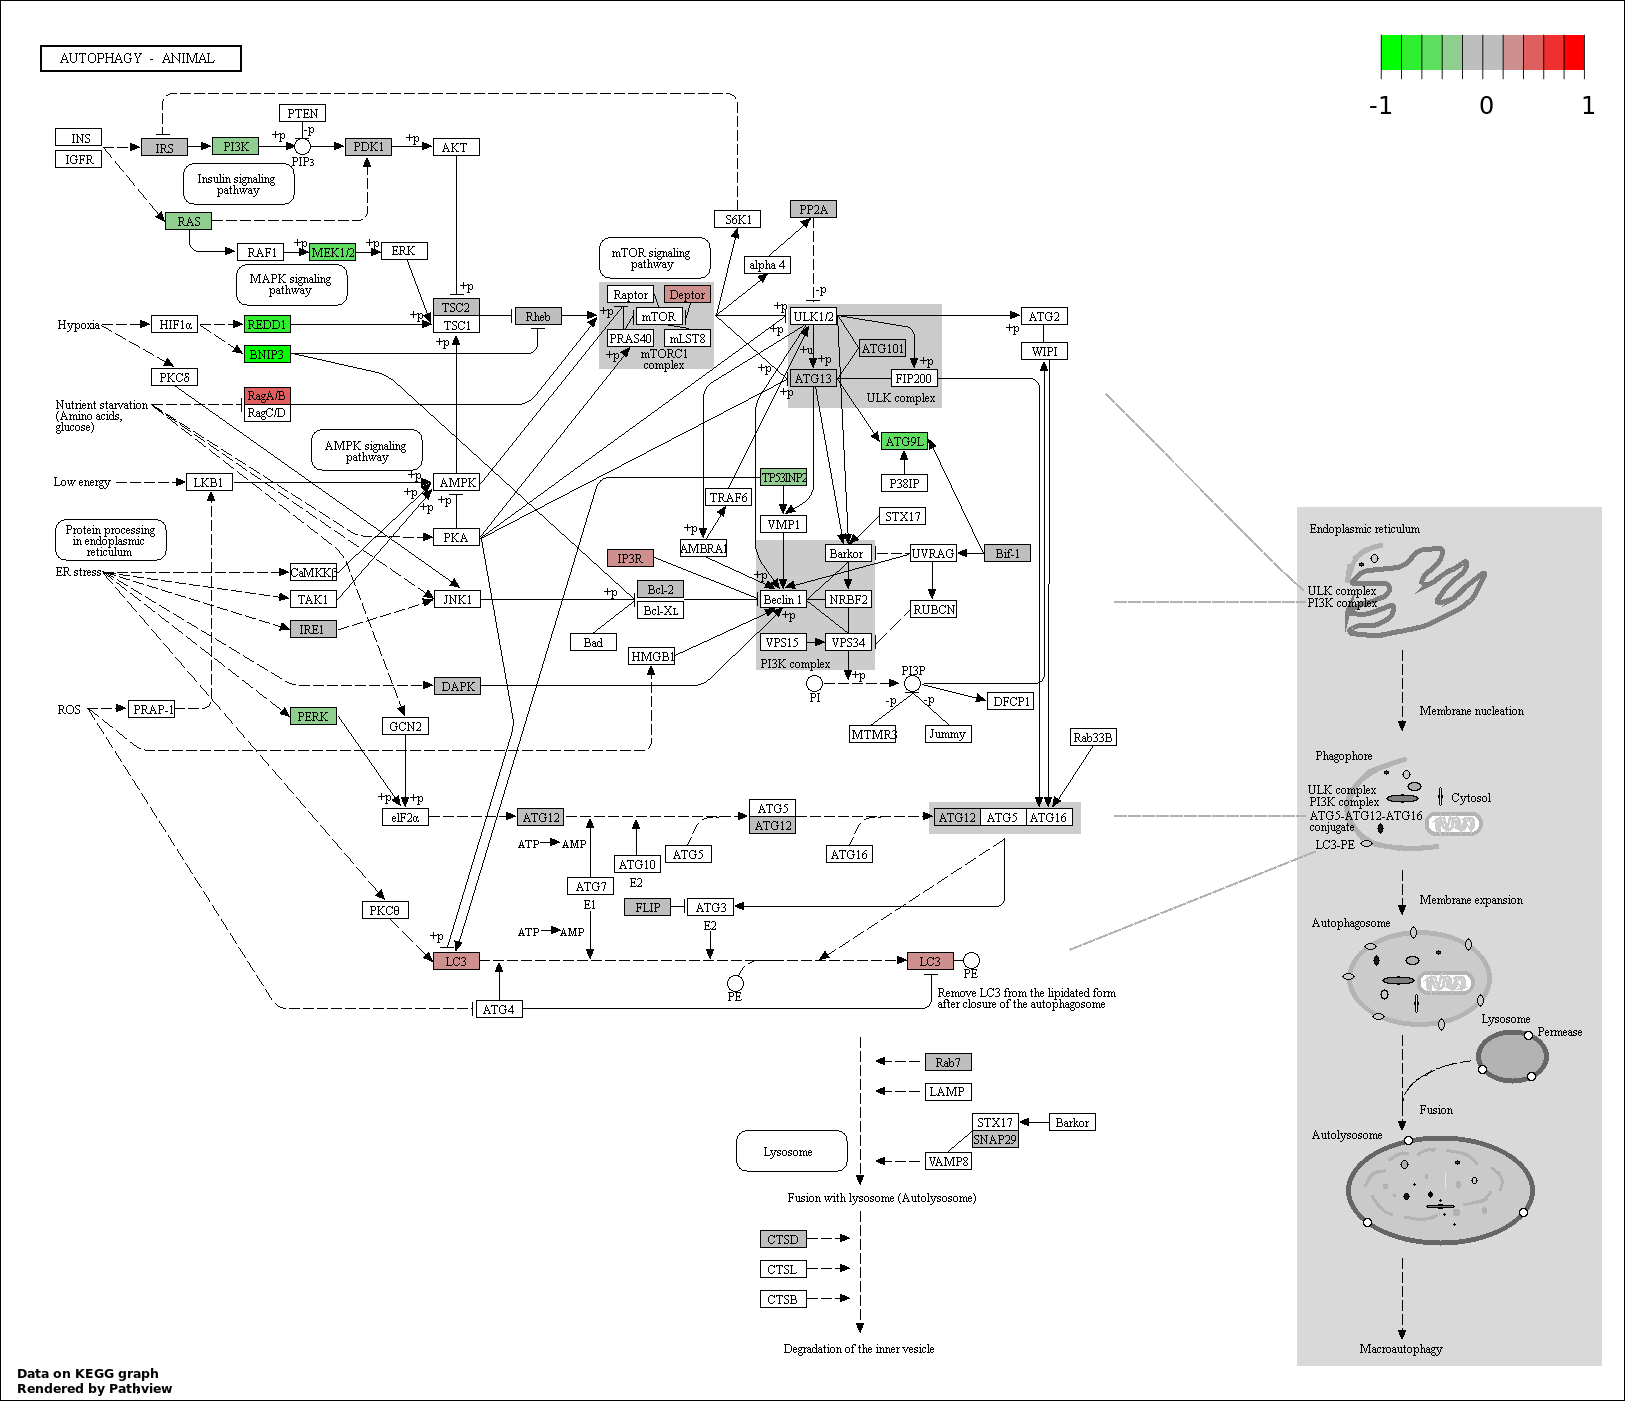 AUTOPHAGY - ANIMAL
-1 0 1
PTEN
INS
IGFR
IRS
+p
-p
PI3K
PIP3
PDK1
+p
AKT
Insulin signaling
pathway
RAS
RAF1
+p
MEK1/2
+p
ERK
MAPK signaling
pathway
S6K1
PP2A
alpha 4
-p
mTOR signaling
pathway
Raptor
Deptor
mTOR
PRAS40
mLST8
mTORC1
complex
+p
+p
+p
TSC2
TSC1
+p
+p
Rheb
Hypoxia
HIF1α
REDD1
BNIP3
PKCδ
+p
+p
ULK1/2
+u
+p
ATG101
+p
ATG13
FIP200
ULK complex
+p
+p
ATG2
+p
WIPI
Nutrient starvation
(Amino acids,
glucose)
RagA/B
RagC/D
AMPK signaling
pathway
ATG9L
P38IP
TP53INP2
Low energy
LKB1
+p
+p
+p
AMPK
TRAF6
VMP1
STX17
Protein processing
in endoplasmic
reticulum
PKA
+p
AMBRA1
Barkor
UVRAG
Bif-1
ER stress
CaMKKβ
TAK1
IRE1
JNK1
IP3R
+p
Bcl-2
Bcl-XL
Bad
HMGB1
+p
Beclin 1
+p
NRBF2
RUBCN
VPS15
VPS34
PI3K complex
+p
DAPK
PI
PI3P
-p
-p
DFCP1
MTMR3
Jummy
ROS
PRAP-1
PERK
GCN2
Rab33B
+p
+p
eIF2α
ATG12
ATG5
ATG12
ATG12
ATG5
ATG16
ATP
AMP
ATG10
E2
ATG5
ATG16
ATG7
E1
FLIP
ATG3
E2
ATP
AMP
PKCθ
+p
LC3
PE
LC3
PE
ATG4
Remove LC3 from the lipidated form
after closure of the autophagosome
Rab7
LAMP
STX17
SNAP29
Barkor
VAMP8
Lysosome
Fusion with lysosome (Autolysosome)
CTSD
CTSL
CTSB
Degradation of the inner vesicle
Endoplasmic reticulum
ULK complex
PI3K complex
Membrane nucleation
Phagophore
ULK complex
PI3K complex
Cytosol
ATG5-ATG12-ATG16
conjugate
LC3-PE
Membrane expansion
Autophagosome
Lysosome
Permease
Fusion
Autolysosome
Macroautophagy
Data on KEGG graph
Rendered by Pathview